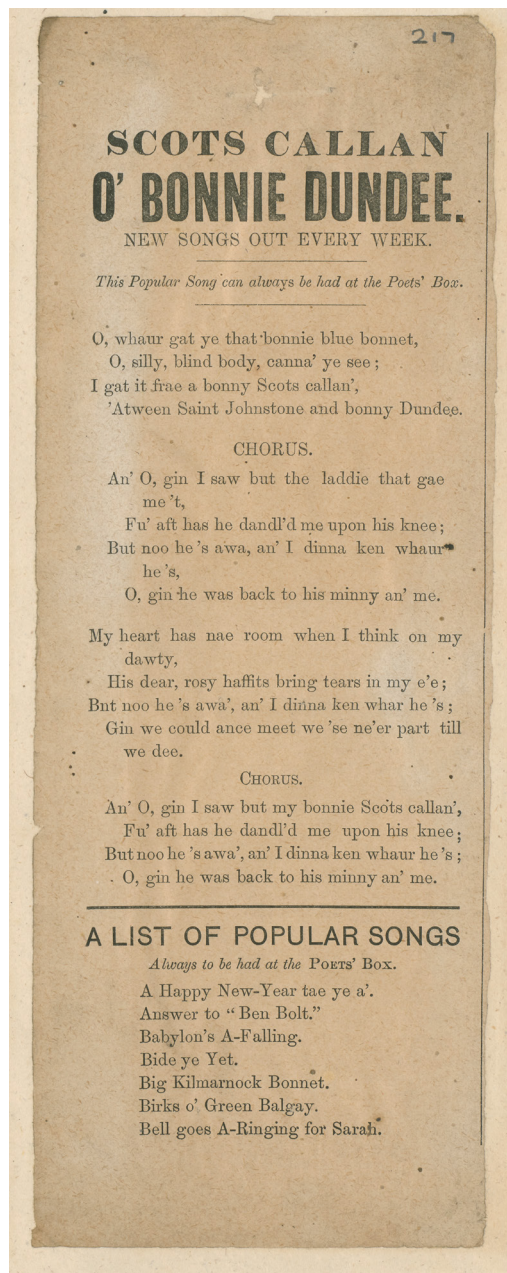 217
SCOTS CALLAN
O' BONNIE DUNDEE.
NEW SONGS OUT EVERY WEEK.
This Popular Song can always be had at the Poets' Box.
O, whaur gat ye that bonnie blue bonnet,
O, silly, blind body, canna' ye see;
I gat it frae a bonny Scots callan',
'Atween Saint Johnstone and bonny Dundee.
CHORUS.
An' O, gin I saw but the laddie that gae
me 't,
Fu' aft has he dandl'd me upon his knee;
But noo he 's awa, an' I dinna ken whaur
he 's,
O, gin he was back to his minny an' me.
My heart has nae room when I think on my
dawty,
His dear, rosy haffits bring tears in my e'e;
Bnt noo he 's awa', an' I dinna ken whar he 's;
Gin we could ance meet we 'se ne'er part till
we dee.
CHORUS.
An' O, gin I saw but my bonnie Scots callan',
Fu' aft has he dandl'd me upon his knee;
But noo he 's awa', an' I dinna ken whaur he 's;
O, gin he was back to his minny an' me.
A LIST OF POPULAR SONGS
Always to be had at the POETS' BOX.
A Happy New-Year tae ye a'.
Answer to "Ben Bolt."
Babylon's A-Falling.
Bide ye Yet.
Big Kilmarnock Bonnet.
Birks o' Green Balgay.
Bell goes A-Ringing for Sarah.